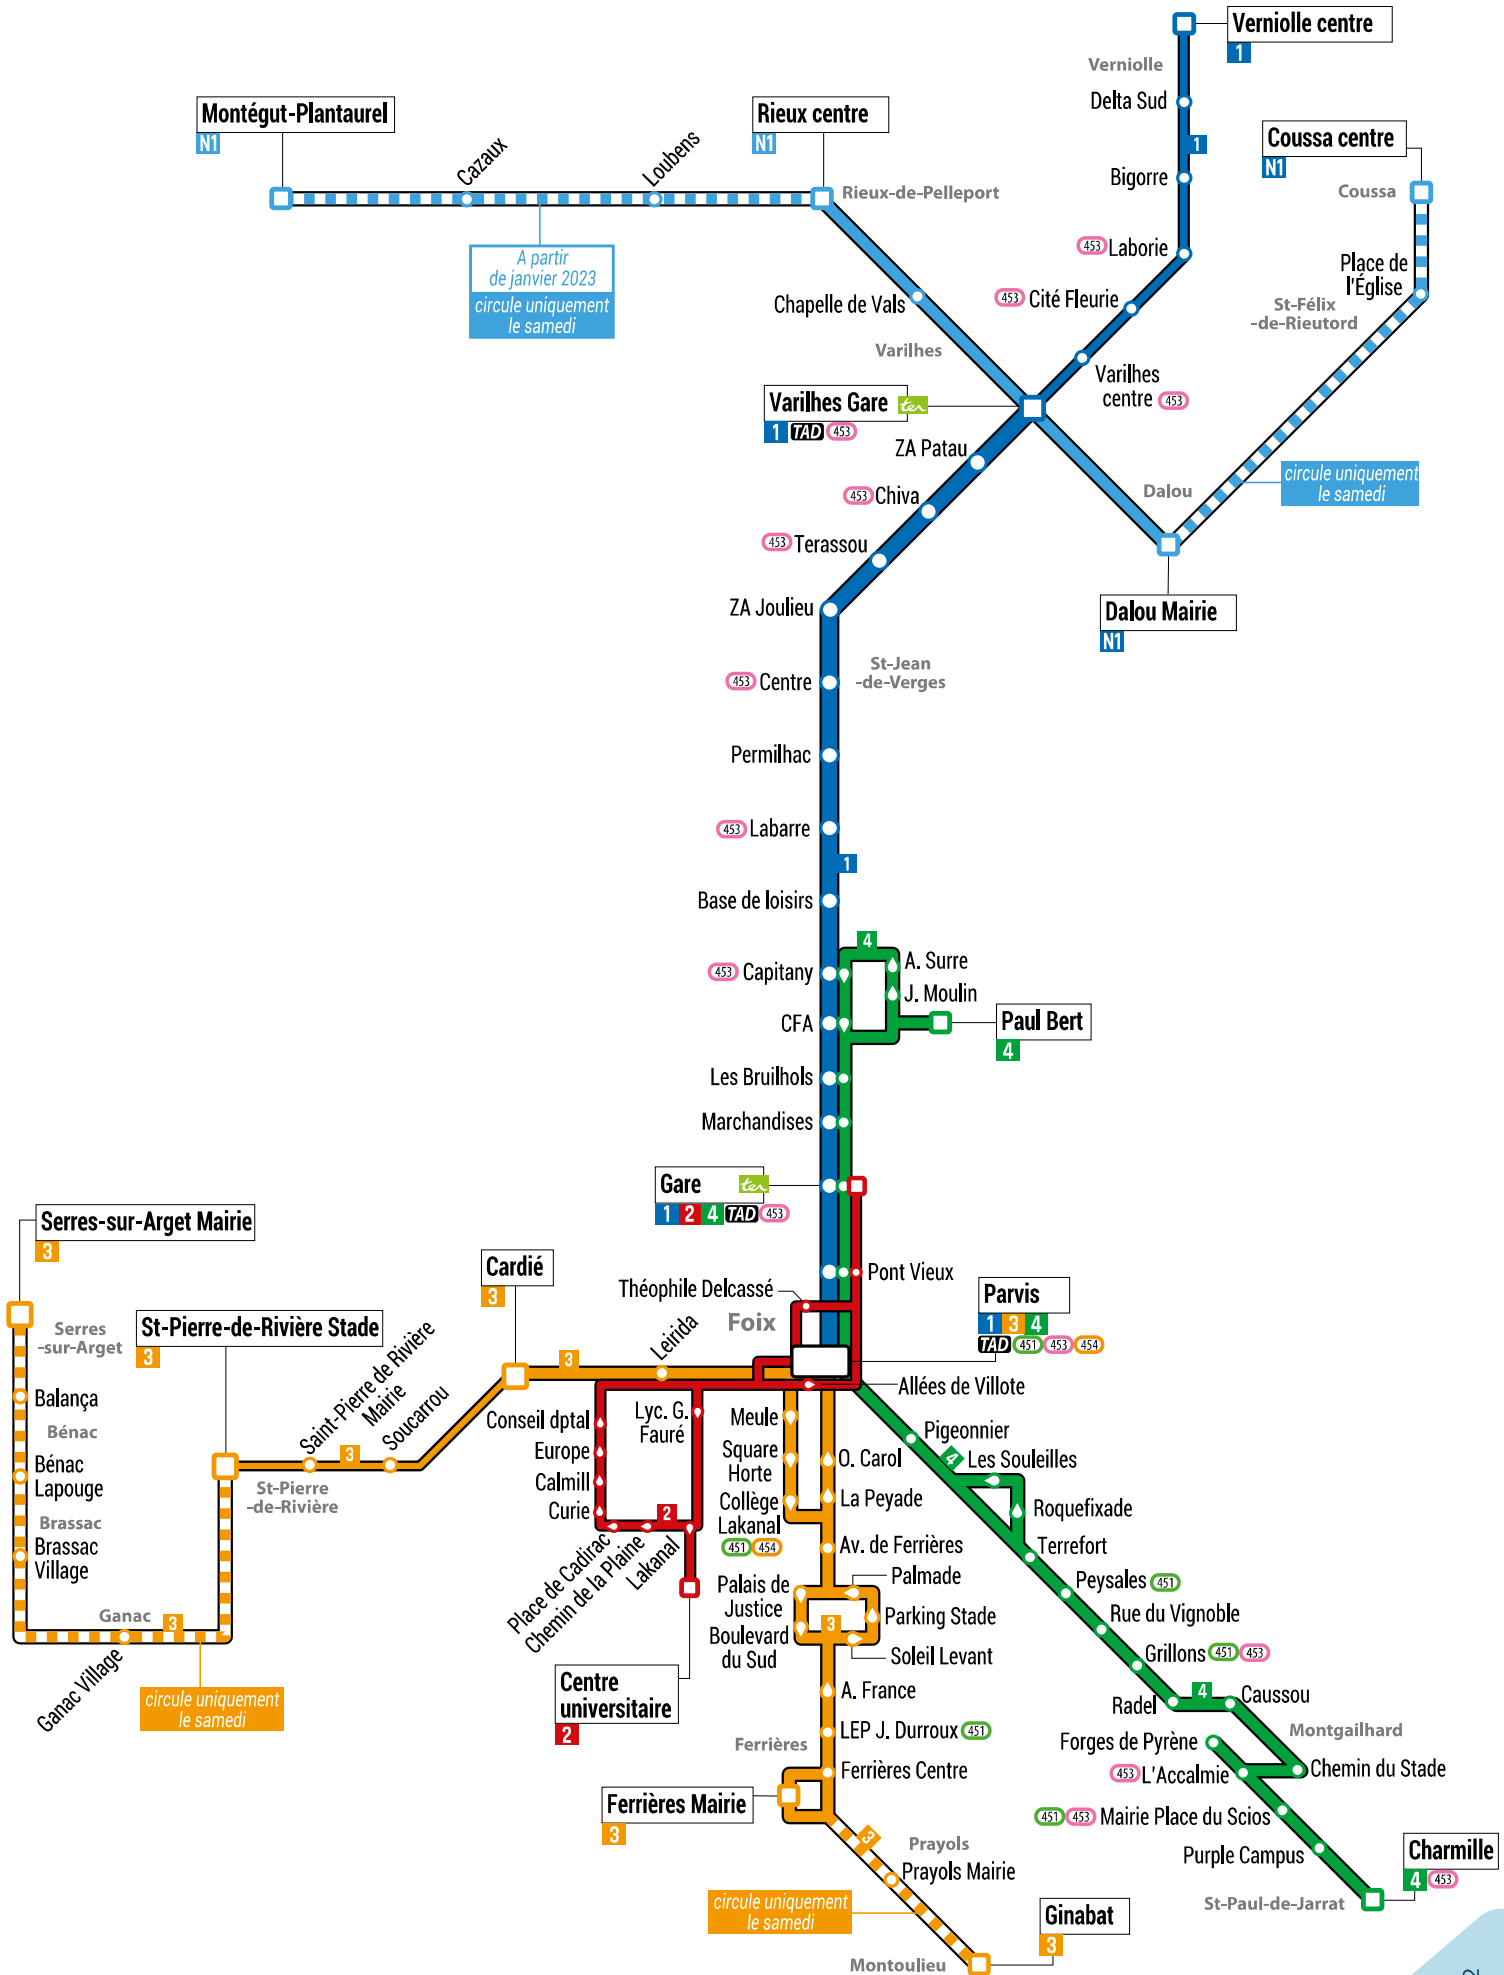 Verniolle centre
1
Verniolle
Delta Sud
1
Bigorre
453 Laborie
453 Cité Fleurie
Varilhes
centre 453
Montégut-Plantaurel
N1
Cazaux
Loubens
Rieux centre
N1
Rieux-de-Pelleport
A partir
de janvier 2023
circule uniquement
le samedi
Chapelle de Vals
Varilhes
Coussa centre
N1
Coussa
Place de
l'Église
St-Félix
-de-Rieutord
circule uniquement
le samedi
Dalou
Dalou Mairie
N1
Varilhes Gare ter
1 TAD 453
ZA Patau
453 Chiva
453 Terassou
ZA Joulieu
St-Jean
-de-Verges
453 Centre
Permilhac
453 Labarre
1
Base de loisirs
4
453 Capitany
A. Surre
J. Moulin
CFA
Paul Bert
4
Les Bruilhols
Marchandises
Gare ter
1 2 4 TAD 453
Pont Vieux
Théophile Delcassé
Foix
Parvis
1 3 4
TAD 451 453 454
Allées de Villote
Serres-sur-Arget Mairie
3
Serres
-sur-Arget
Balança
Bénac
Bénac
Lapouge
Brassac
Brassac
Village
Ganac
3
Ganac Village
circule uniquement
le samedi
St-Pierre-de-Rivière Stade
3
St-Pierre
-de-Rivière
Saint-Pierre de Rivière
Mairie
3
Soucarrou
Cardié
3
3
Leirida
Conseil dptal
Europe
Calmill
Curie
Place de Cadirac
Chemin de la Plaine
2
Lakanal
Lyc. G.
Fauré
Centre
universitaire
2
Meule
Square
Horte
Collège
Lakanal
451 454
O. Carol
La Peyade
Av. de Ferrières
Palmade
Palais de
Justice
3
Parking Stade
Boulevard
du Sud
Soleil Levant
A. France
LEP J. Durroux 451
Ferrières
Ferrières Centre
Ferrières Mairie
3
3
Prayols
Prayols Mairie
circule uniquement
le samedi
Ginabat
3
Montoulieu
Pigeonnier
4
Les Souleilles
Roquefixade
Terrefort
Peysales 451
Rue du Vignoble
Grillons 451 453
Radel
4
Caussou
Montgailhard
Forges de Pyrène
Chemin du Stade
453 L'Accalmie
451 453 Mairie Place du Scios
Purple Campus
Charmille
4 453
St-Paul-de-Jarrat